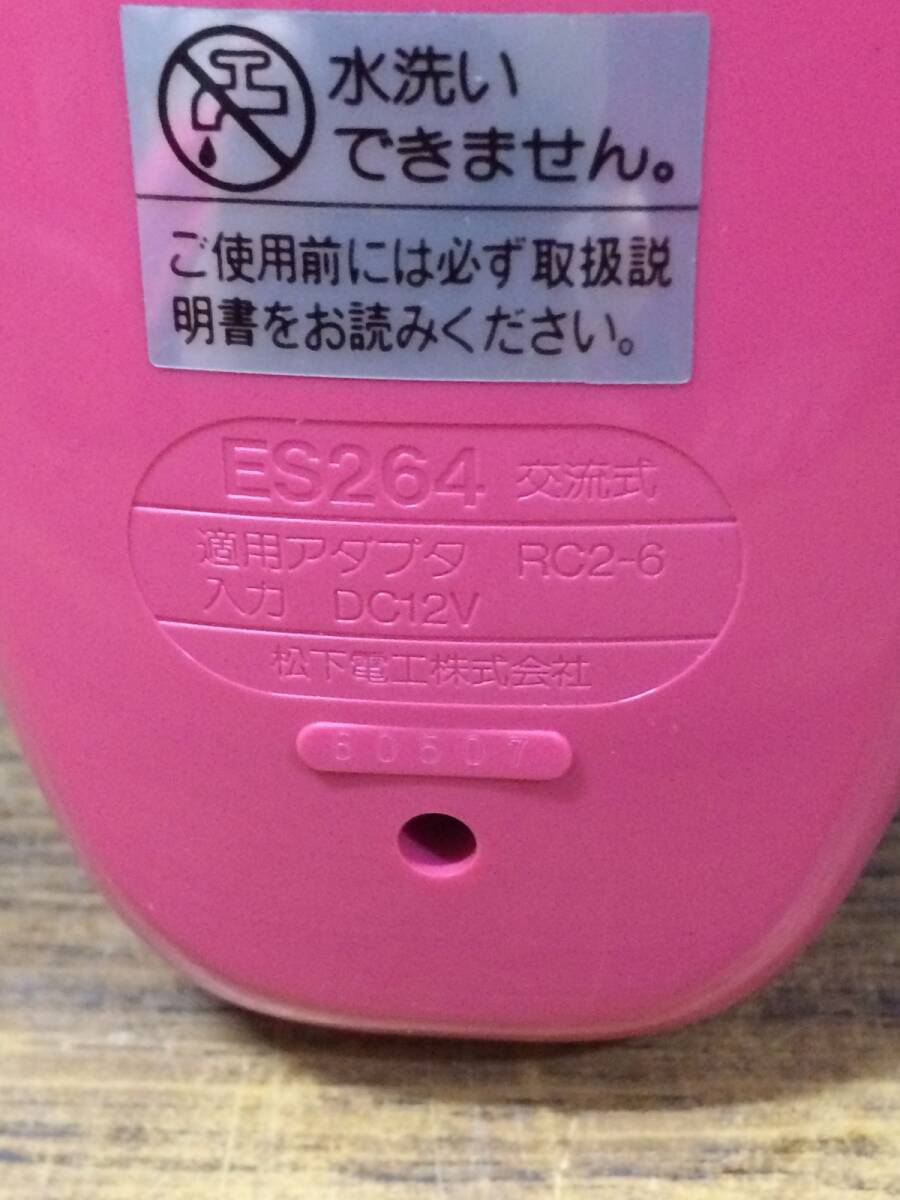 水洗い
できません。
ご使用前には必ず取扱説
明書をお読みください。
ES264 交流式
適用アダプタ RC2-6
入力 DC12V
松下電工株式会社
60507